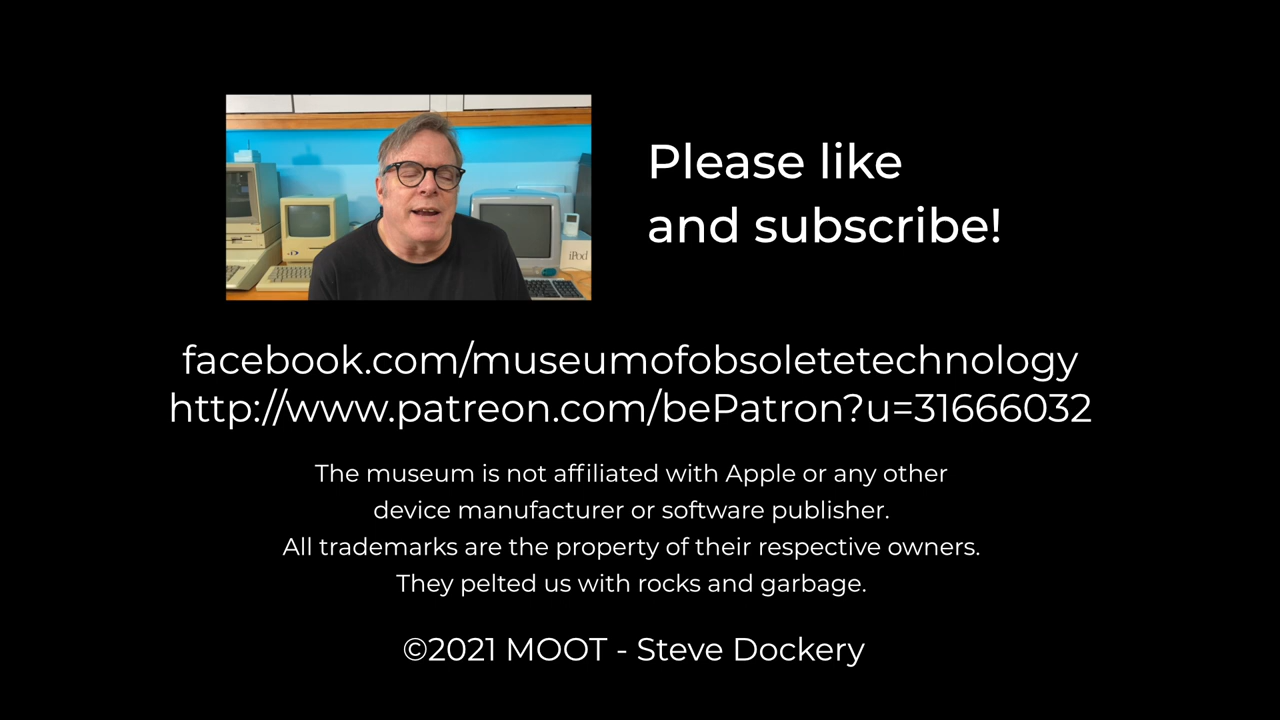 Please like
and subscribe!
iPod
facebook.com/museumofobsoletetechnology
http://www.patreon.com/bePatron?u=31666032
The museum is not affiliated with Apple or any other
device manufacturer or software publisher.
All trademarks are the property of their respective owners.
They pelted us with rocks and garbage.
©2021 MOOT - Steve Dockery